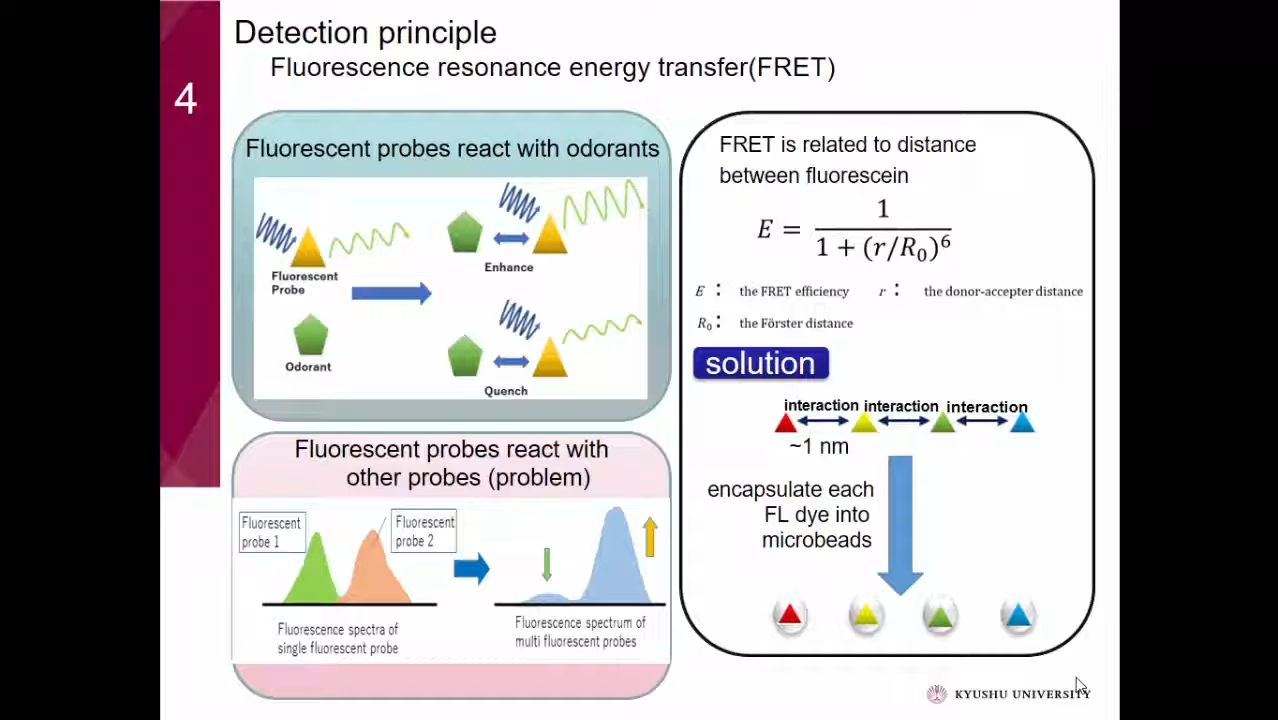 Detection principle
Fluorescence resonance energy transfer(FRET)
4
Fluorescent probes react with odorants
Fluorescent
Probe
Odorant
Enhance
Quench
Fluorescent probes react with
other probes (problem)
Fluorescent
probe 1
Fluorescent
probe 2
Fluorescence spectra of
single fluorescent probe
Fluorescence spectrum of
multi fluorescent probes
FRET is related to distance
between fluorescein
E = 1 / 1 + (r/R₀)⁶
E : the FRET efficiency r : the donor-accepter distance
R₀ : the Förster distance
solution
interaction interaction interaction
~1 nm
encapsulate each
FL dye into
microbeads
KYUSHU UNIVERSITY